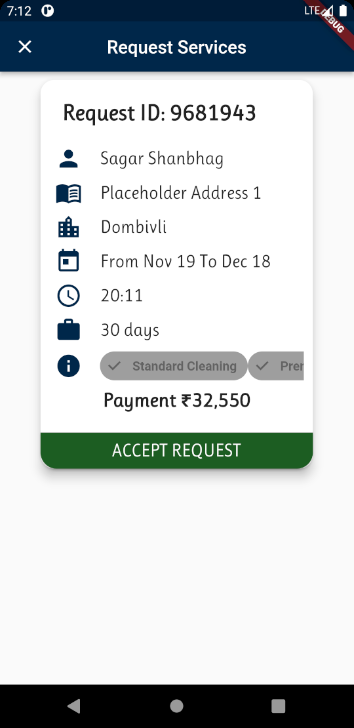 7:12
LTE
DEBUG
Request Services
Request ID: 9681943
Sagar Shanbhag
Placeholder Address 1
Dombivli
From Nov 19 To Dec 18
20:11
30 days
Standard Cleaning
Payment ₹32,550
ACCEPT REQUEST